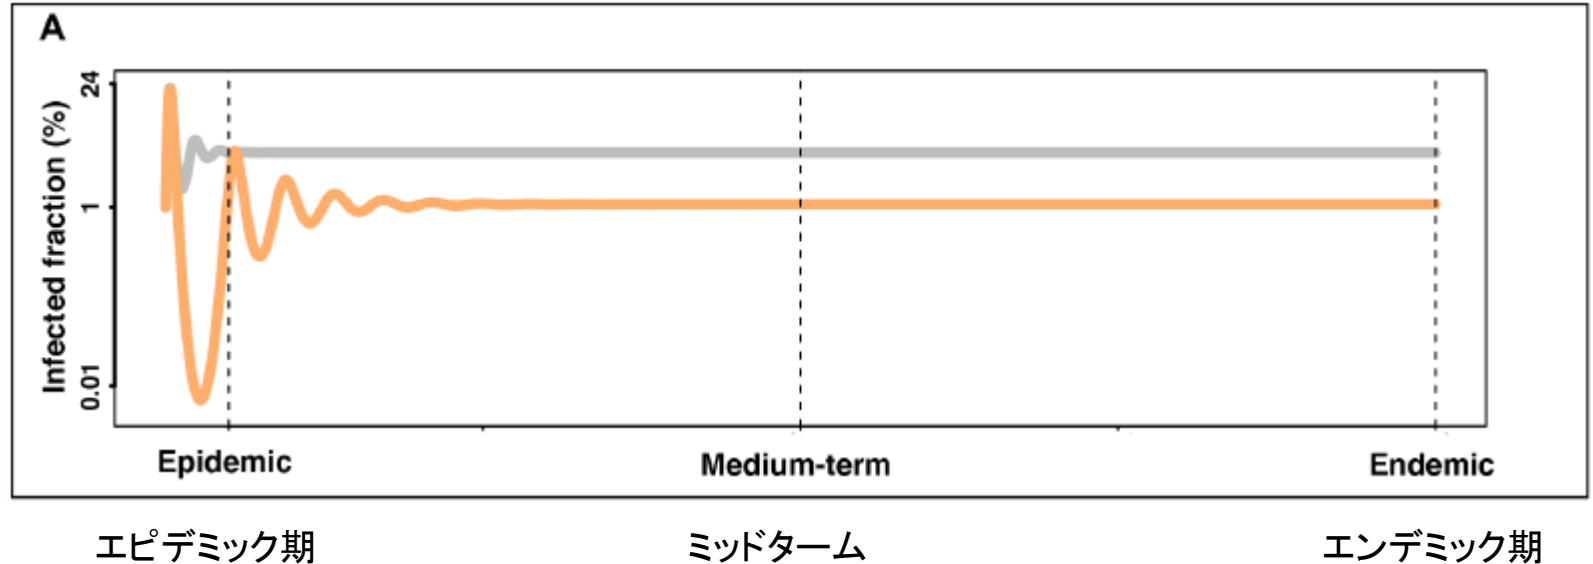 A
Infected fraction (%)
24
1
0.01
Epidemic Medium-term Endemic
エピデミック期 ミッドターム エンデミック期